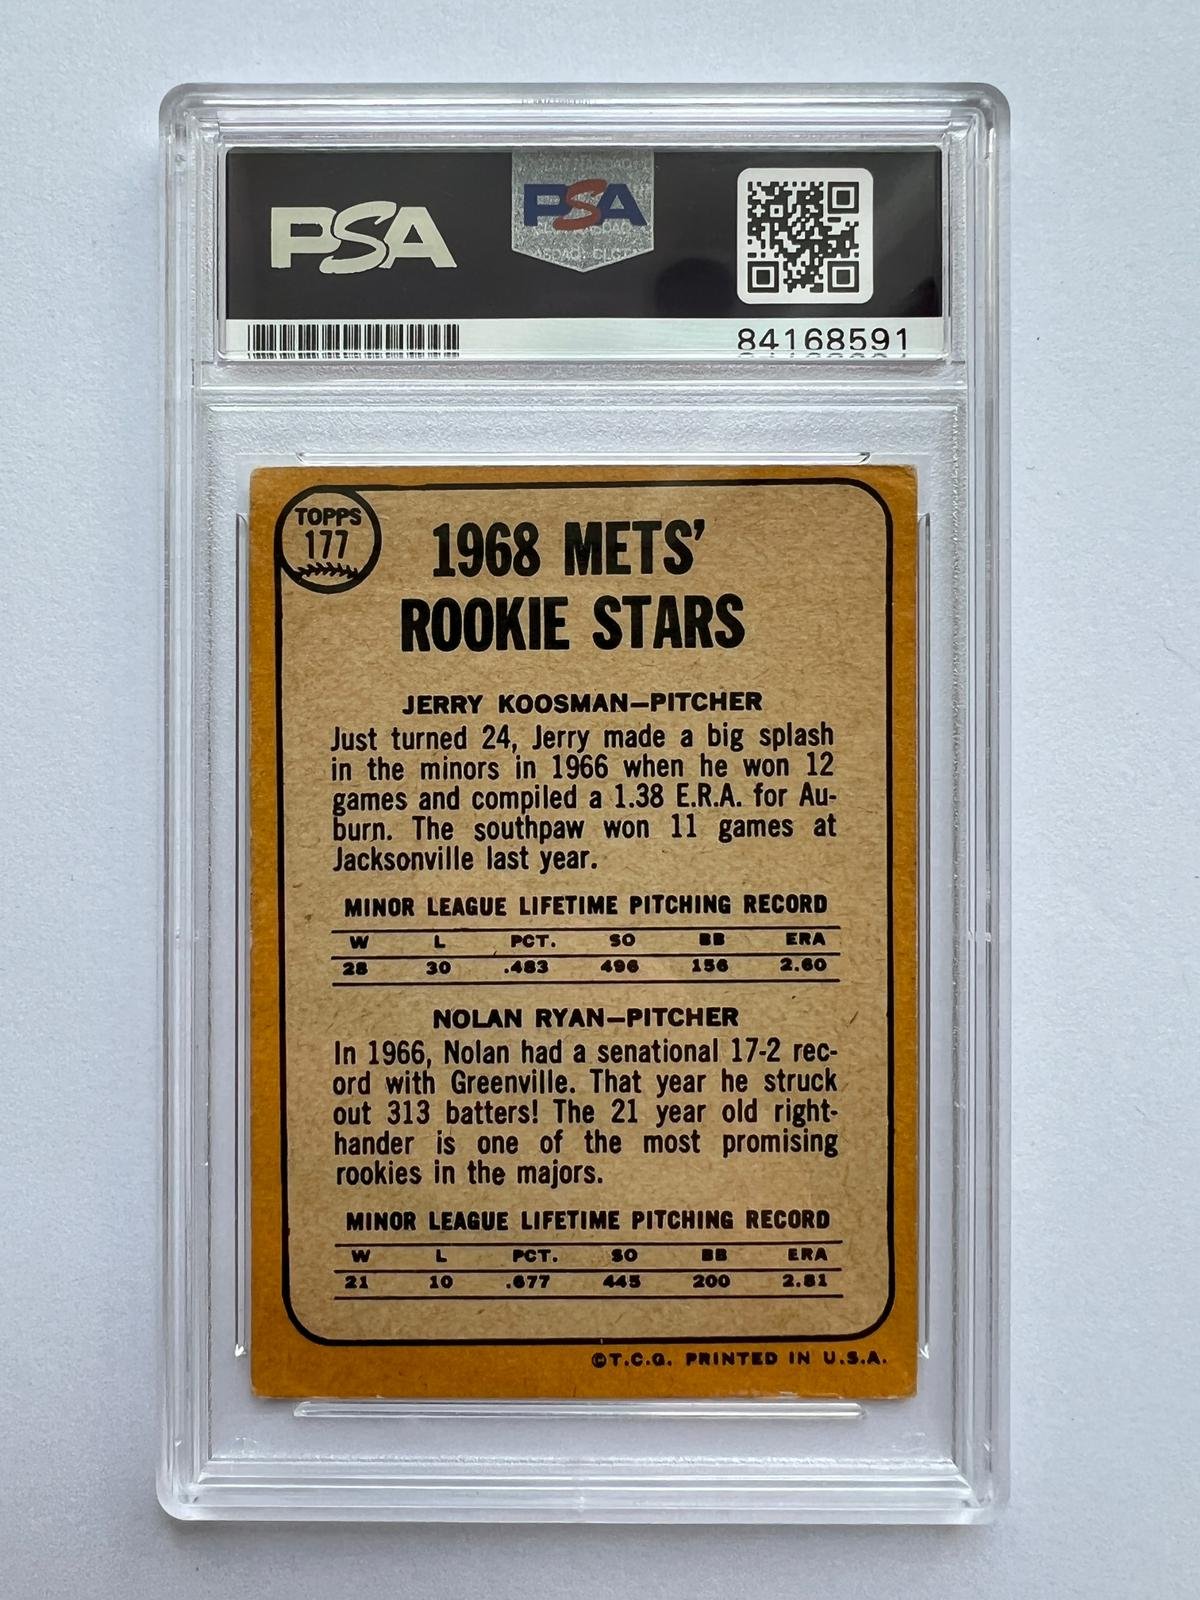 PSA
PSA
84168591
TOPPS
177
1968 METS'
ROOKIE STARS
JERRY KOOSMAN—PITCHER
Just turned 24, Jerry made a big splash
in the minors in 1966 when he won 12
games and compiled a 1.38 E.R.A. for Au-
burn. The southpaw won 11 games at
Jacksonville last year.
MINOR LEAGUE LIFETIME PITCHING RECORD
W L PCT. SO BB ERA
28 30 .483 496 156 2.60
NOLAN RYAN—PITCHER
In 1966, Nolan had a senational 17-2 rec-
ord with Greenville. That year he struck
out 313 batters! The 21 year old right-
hander is one of the most promising
rookies in the majors.
MINOR LEAGUE LIFETIME PITCHING RECORD
W L PCT. SO BB ERA
21 10 .677 445 200 2.81
©T.C.G. PRINTED IN U.S.A.